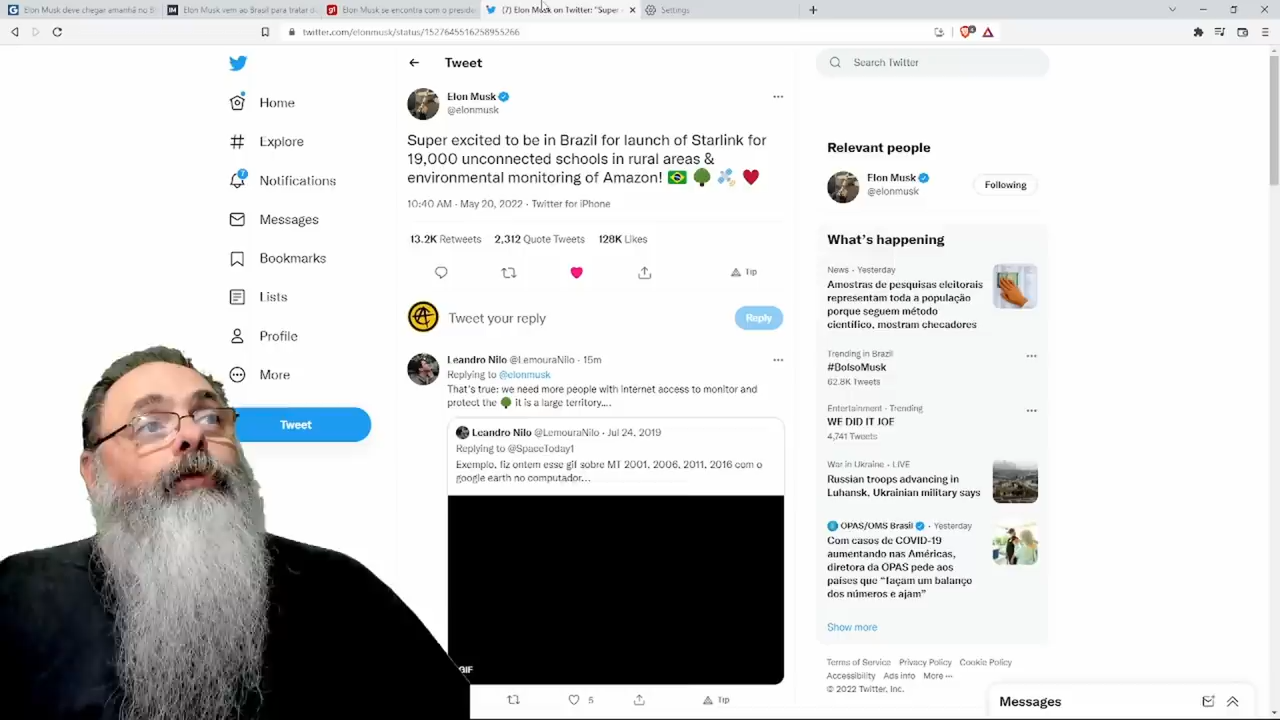 Elon Musk deve chegar amanhã no B
Elon Musk vem ao Brasil para tratar d
Elon Musk se encontra com o preside
(7) Elon Musk on Twitter: "Super
Settings
twitter.com/elonmusk/status/1527645516258955266
Tweet
Search Twitter
Home
Explore
Notifications
7
Messages
Bookmarks
Lists
Profile
More
Tweet
Elon Musk
@elonmusk
Super excited to be in Brazil for launch of Starlink for
19,000 unconnected schools in rural areas &
environmental monitoring of Amazon! 🇧🇷 🌳 🛰 ♥
10:40 AM · May 20, 2022 · Twitter for iPhone
13.2K Retweets 2,312 Quote Tweets 128K Likes
Tip
Tweet your reply
Reply
Leandro Nilo @LemouraNilo · 15m
Replying to @elonmusk
That's true: we need more people with internet access to monitor and
protect the 🌳 it is a large territory....
Leandro Nilo @LemouraNilo · Jul 24, 2019
Replying to @SpaceToday1
Exemplo, fiz ontem esse gif sobre MT 2001, 2006, 2011, 2016 com o
google earth no computador...
GIF
5
Tip
Relevant people
Elon Musk
@elonmusk
Following
What's happening
News · Yesterday
Amostras de pesquisas eleitorais
representam toda a população
porque seguem método
científico, mostram checadores
Trending in Brazil
#BolsoMusk
62.8K Tweets
Entertainment · Trending
WE DID IT JOE
4,741 Tweets
War in Ukraine · LIVE
Russian troops advancing in
Luhansk, Ukrainian military says
OPAS/OMS Brasil · Yesterday
Com casos de COVID-19
aumentando nas Américas,
diretora da OPAS pede aos
países que "façam um balanço
dos números e ajam"
Show more
Terms of Service Privacy Policy Cookie Policy
Accessibility Ads info More ···
© 2022 Twitter, Inc.
Messages